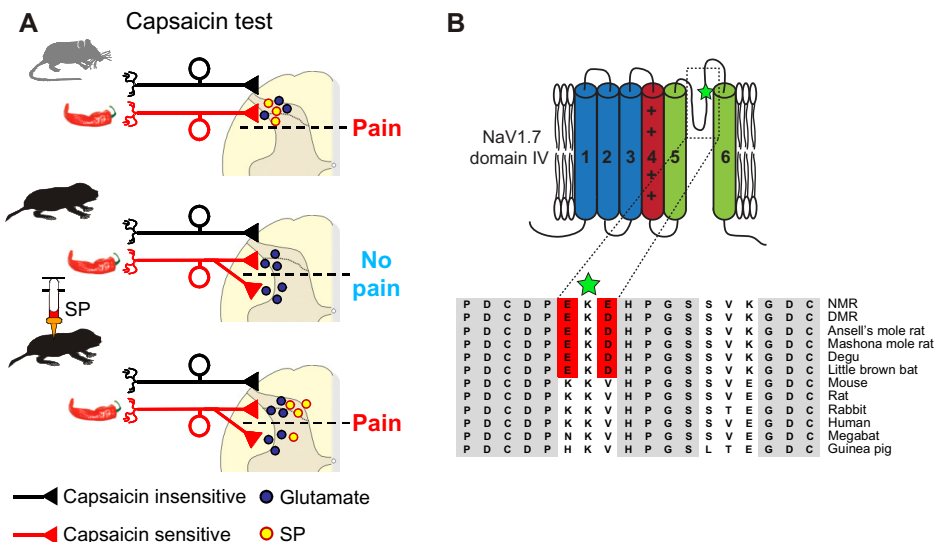 A
Capsaicin test
Pain
No
pain
SP
Pain
Capsaicin insensitive
Glutamate
Capsaicin sensitive
SP
B
NaV1.7
domain IV
1 2 3 4 5 6
+
+
+
+
+
P D C D P E K E H P G S S V K G D C NMR
P D C D P E K D H P G S S V K G D C DMR
P D C D P E K D H P G S S V K G D C Ansell's mole rat
P D C D P E K D H P G S S V K G D C Mashona mole rat
P D C D P E K D H P G S S V K G D C Degu
P D C D P E K D H P G S S V K G D C Little brown bat
P D C D P K K V H P G S S V E G D C Mouse
P D C D P K K V H P G S S V E G D C Rat
P D C D P K K V H P G S S T E G D C Rabbit
P D C D P K K V H P G S S V E G D C Human
P D C D P N K V H P G S S V E G D C Megabat
P D C D P H K V H P G S L T E G D C Guinea pig